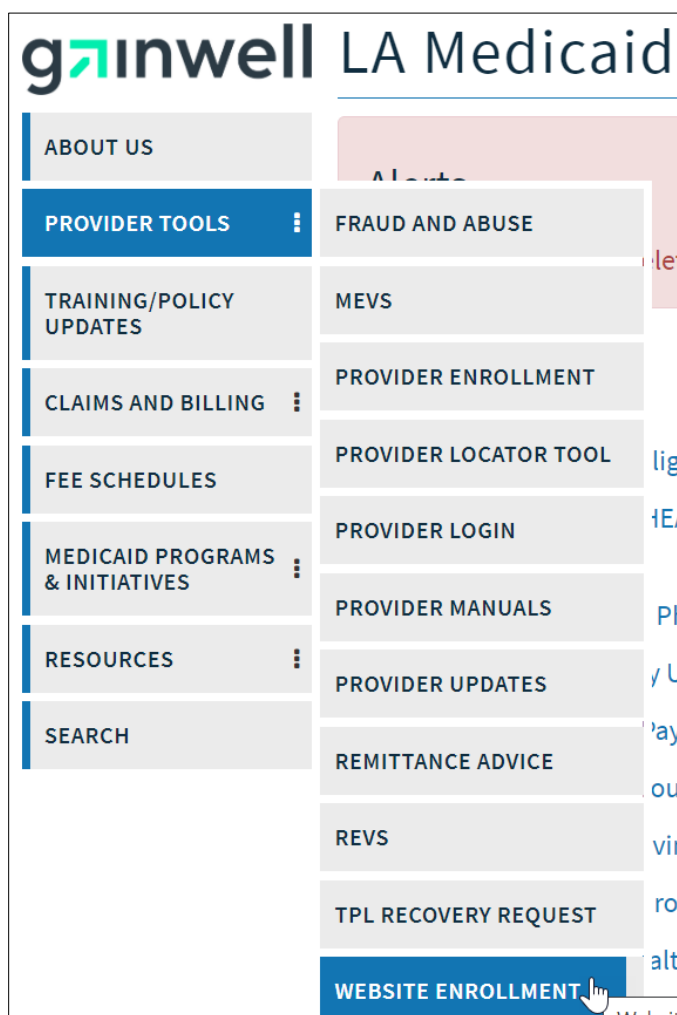 gainwell LA Medicaid
ABOUT US
Alerts
PROVIDER TOOLS
FRAUD AND ABUSE
TRAINING/POLICY
UPDATES
MEVS
PROVIDER ENROLLMENT
CLAIMS AND BILLING
PROVIDER LOCATOR TOOL
FEE SCHEDULES
PROVIDER LOGIN
MEDICAID PROGRAMS
& INITIATIVES
PROVIDER MANUALS
RESOURCES
PROVIDER UPDATES
SEARCH
REMITTANCE ADVICE
REVS
TPL RECOVERY REQUEST
WEBSITE ENROLLMENT